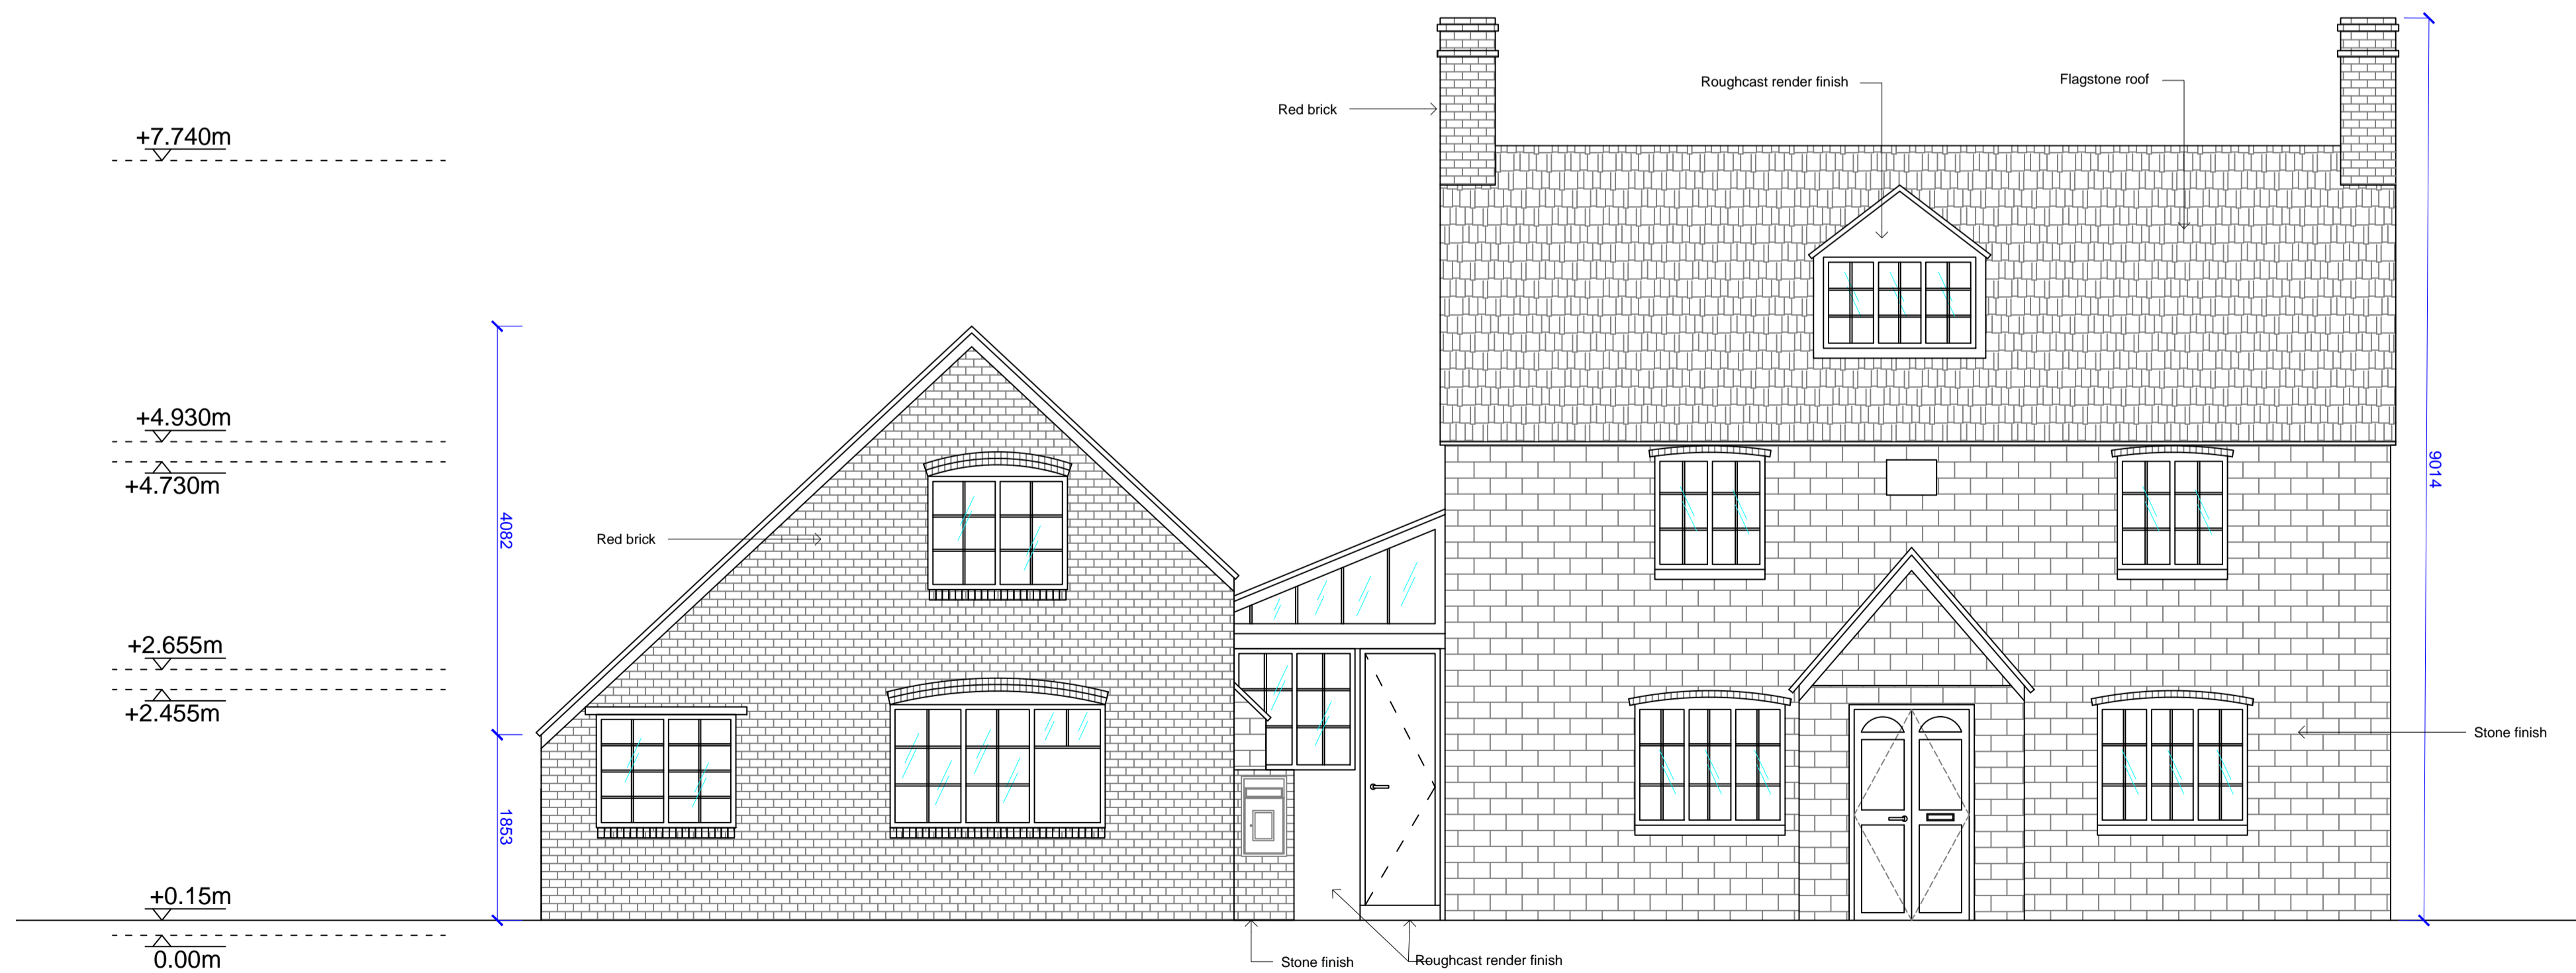 +7.740m
+4.930m
+4.730m
+2.655m
+2.455m
+0.15m
0.00m
4082
1853
Red brick
Red brick
Roughcast render finish
Flagstone roof
9014
Stone finish
Stone finish
Roughcast render finish